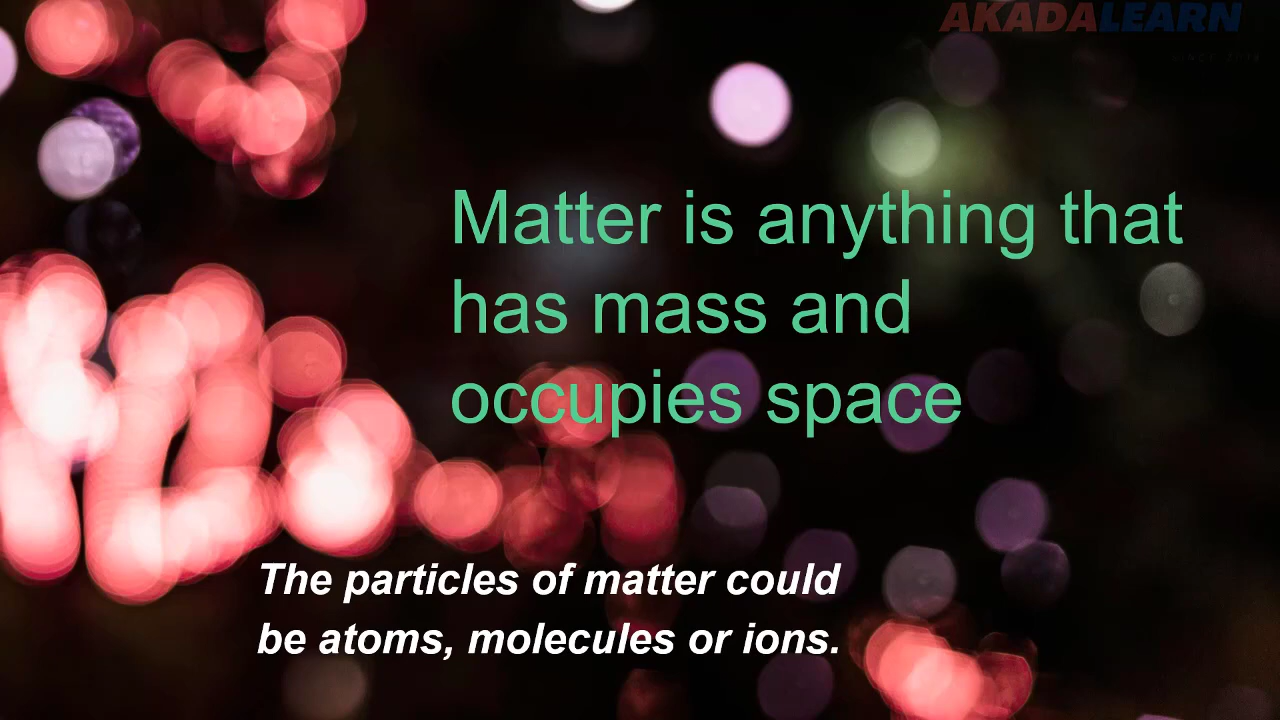 AKADALEARN
Matter is anything that
has mass and
occupies space
The particles of matter could
be atoms, molecules or ions.